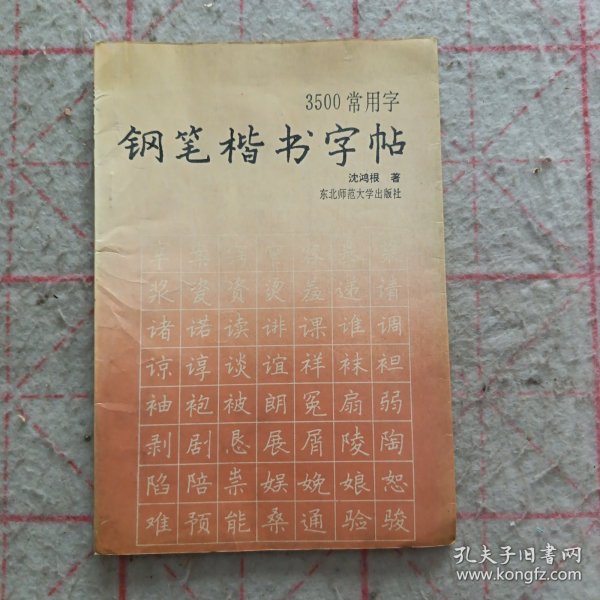 3500常用字
钢笔楷书字帖
沈鸿根 著
东北师范大学出版社
浆瓷资烫羞递谱
诸诺读诽课谁调
谅谆谈谊祥袜袒
袖袍被朗冤扇弱
剥剧恳展屑陵陶
陷陪祟娱娩娘恕
难预能桑通验骏
孔夫子旧书网
www.kongfz.com